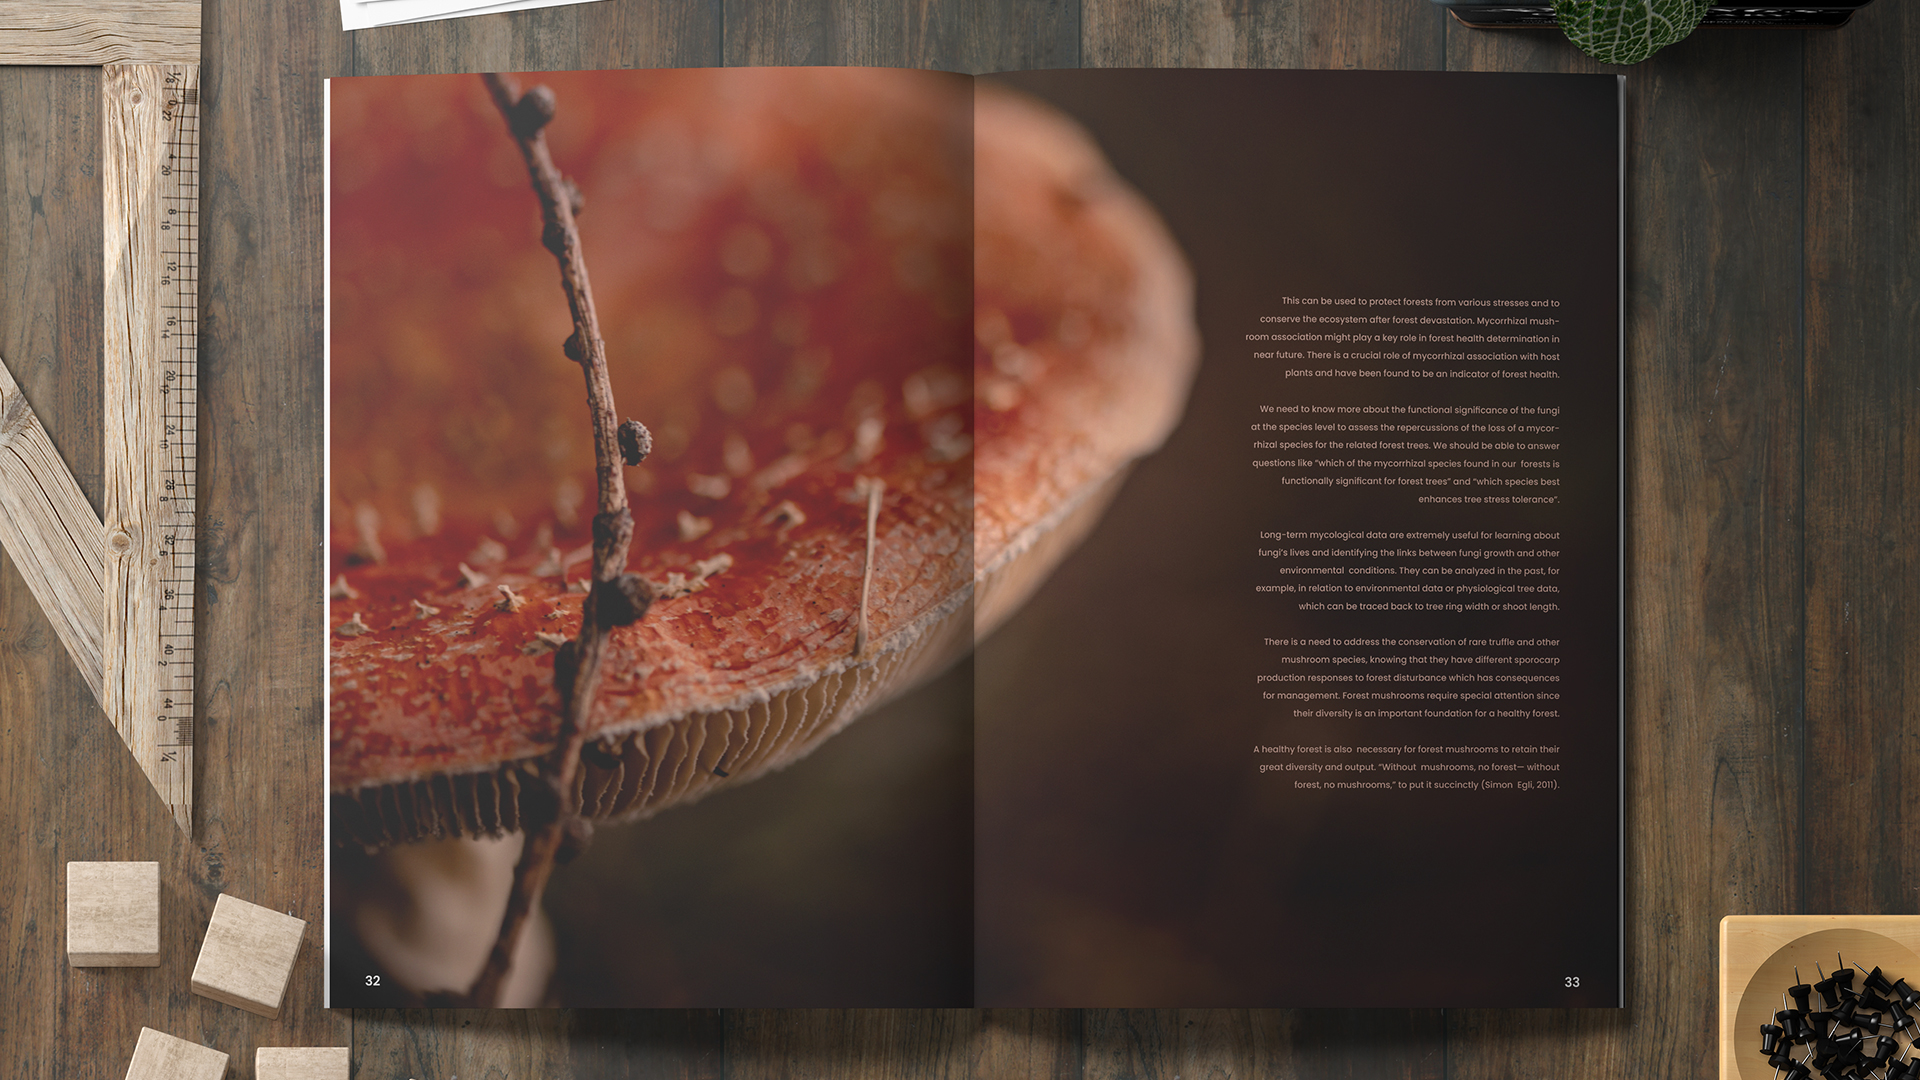 This can be used to protect forests from various stresses and to
conserve the ecosystem after forest devastation. Mycorrhizal mush-
room association might play a key role in forest health determination in
near future. There is a crucial role of mycorrhizal association with host
plants and have been found to be an indicator of forest health.
We need to know more about the functional significance of the fungi
at the species level to assess the repercussions of the loss of a mycor-
rhizal species for the related forest trees. We should be able to answer
questions like "which of the mycorrhizal species found in our forests is
functionally significant for forest trees" and "which species best
enhances tree stress tolerance".
Long-term mycological data are extremely useful for learning about
fungi's lives and identifying the links between fungi growth and other
environmental conditions. They can be analyzed in the past, for
example, in relation to environmental data or physiological tree data,
which can be traced back to tree ring width or shoot length.
There is a need to address the conservation of rare truffle and other
mushroom species, knowing that they have different sporocarp
production responses to forest disturbance which has consequences
for management. Forest mushrooms require special attention since
their diversity is an important foundation for a healthy forest.
A healthy forest is also necessary for forest mushrooms to retain their
great diversity and output. "Without mushrooms, no forest— without
forest, no mushrooms," to put it succinctly (Simon Egli, 2011).
32
33